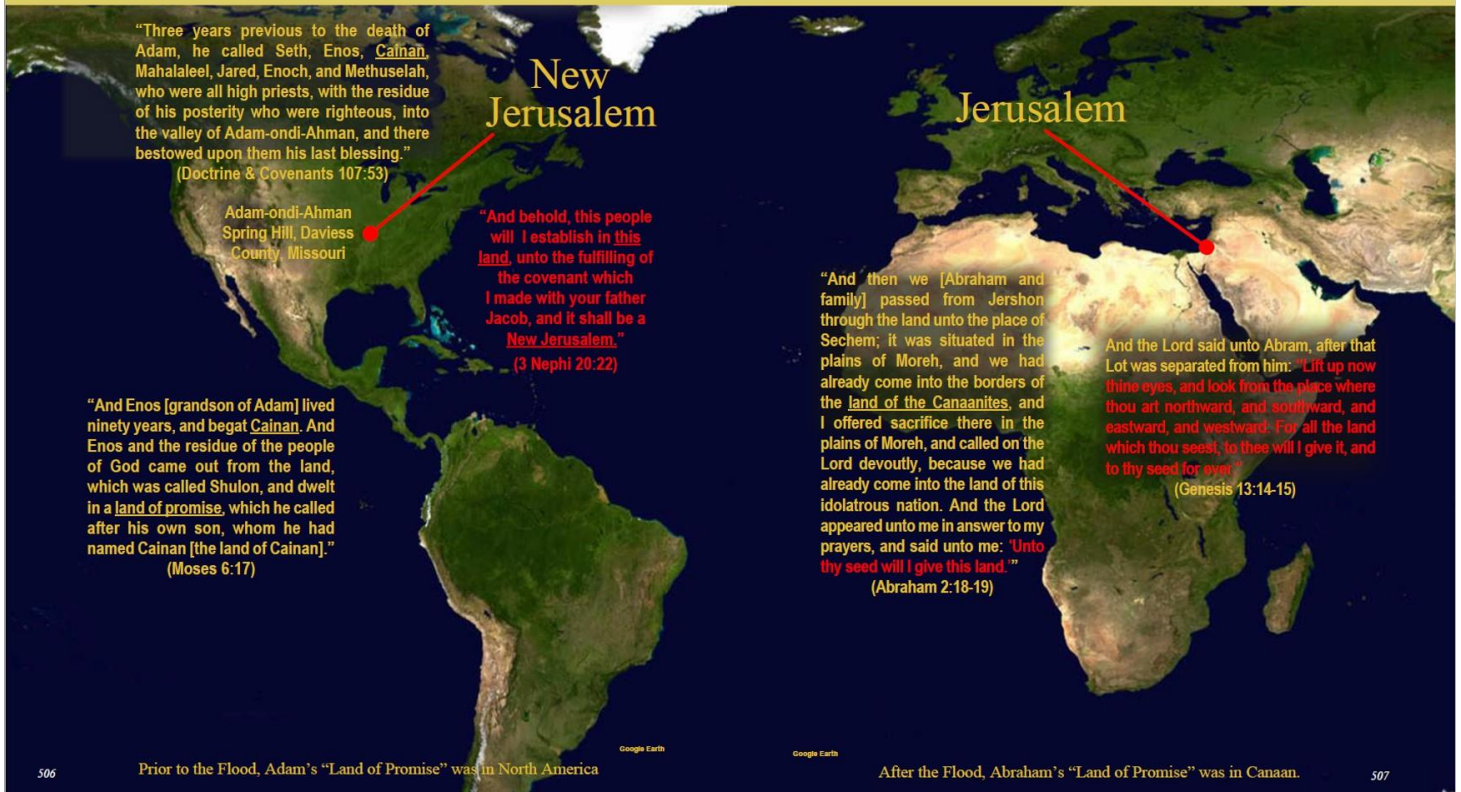 “Three years previous to the death of
Adam, he called Seth, Enos, Cainan,
Mahalaleel, Jared, Enoch, and Methuselah,
who were all high priests, with the residue
of his posterity who were righteous, into
the valley of Adam-ondi-Ahman, and there
bestowed upon them his last blessing.”
(Doctrine & Covenants 107:53)
New
Jerusalem
Adam-ondi-Ahman
Spring Hill, Daviess
County, Missouri
“And behold, this people
will I establish in this
land, unto the fulfilling of
the covenant which
I made with your father
Jacob, and it shall be a
New Jerusalem.”
(3 Nephi 20:22)
“And Enos [grandson of Adam] lived
ninety years, and begat Cainan. And
Enos and the residue of the people
of God came out from the land,
which was called Shulon, and dwelt
in a land of promise, which he called
after his own son, whom he had
named Cainan [the land of Cainan].”
(Moses 6:17)
Google Earth
506
Prior to the Flood, Adam’s “Land of Promise” was in North America
Jerusalem
“And then we [Abraham and
family] passed from Jershon
through the land unto the place of
Sechem; it was situated in the
plains of Moreh, and we had
already come into the borders of
the land of the Canaanites, and
I offered sacrifice there in the
plains of Moreh, and called on the
Lord devoutly, because we had
already come into the land of this
idolatrous nation. And the Lord
appeared unto me in answer to my
prayers, and said unto me: ‘Unto
thy seed will I give this land.’”
(Abraham 2:18-19)
And the Lord said unto Abram, after that
Lot was separated from him: “Lift up now
thine eyes, and look from the place where
thou art northward, and southward, and
eastward, and westward: For all the land
which thou seest, to thee will I give it, and
to thy seed for ever.”
(Genesis 13:14-15)
Google Earth
After the Flood, Abraham’s “Land of Promise” was in Canaan.
507